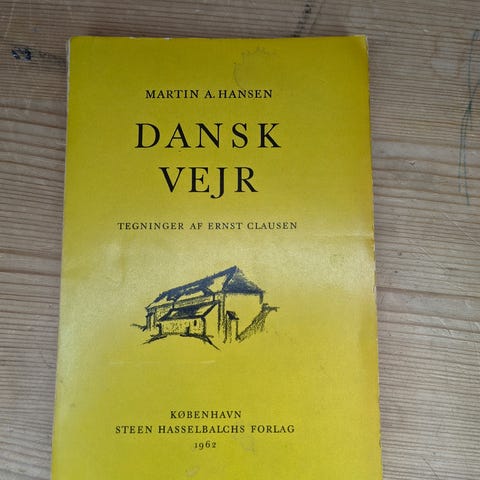 MARTIN A. HANSEN
DANSK
VEJR
TEGNINGER AF ERNST CLAUSEN
KØBENHAVN
STEEN HASSELBALCHS FORLAG
1962